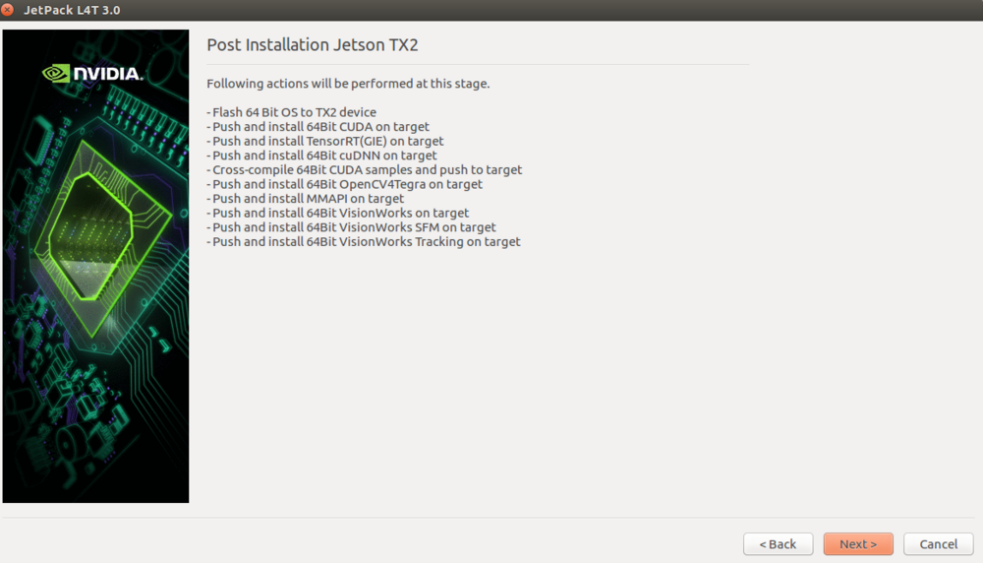 JetPack L4T 3.0
NVIDIA.
Post Installation Jetson TX2
Following actions will be performed at this stage.
- Flash 64 Bit OS to TX2 device
- Push and install 64Bit CUDA on target
- Push and install TensorRT(GIE) on target
- Push and install 64Bit cuDNN on target
- Cross-compile 64Bit CUDA samples and push to target
- Push and install 64Bit OpenCV4Tegra on target
- Push and install MMAPI on target
- Push and install 64Bit VisionWorks on target
- Push and install 64Bit VisionWorks SFM on target
- Push and install 64Bit VisionWorks Tracking on target
< Back
Next >
Cancel